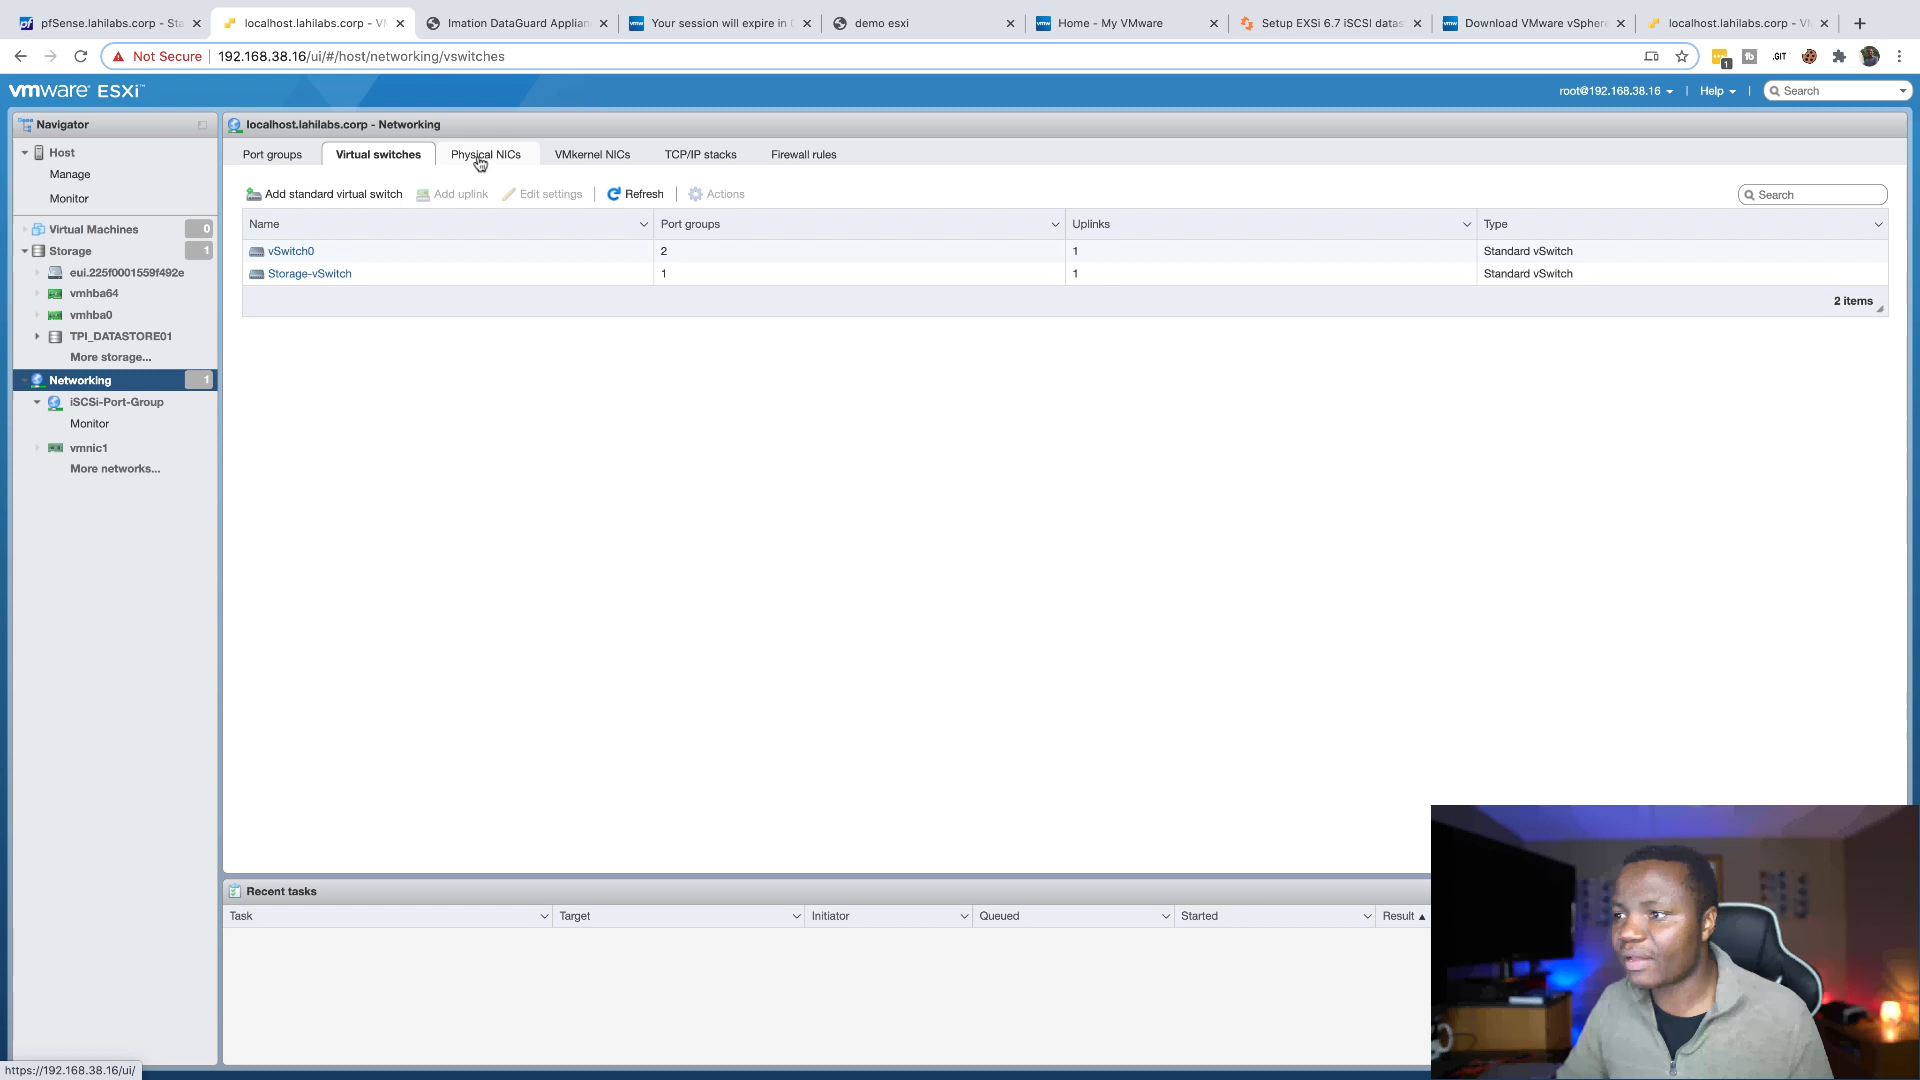 pfSense.lahilabs.corp - Sta
localhost.lahilabs.corp - VM
Imation DataGuard Applian
Your session will expire in 0
demo esxi
Home - My VMware
Setup EXSi 6.7 iSCSI datas
Download VMware vSphere
localhost.lahilabs.corp - VM
Not Secure
192.168.38.16/ui/#/host/networking/vswitches
vmware ESXi™
root@192.168.38.16
Help
Search
Navigator
Host
Manage
Monitor
Virtual Machines 0
Storage 1
eui.225f0001559f492e
vmhba64
vmhba0
TPI_DATASTORE01
More storage...
Networking 1
iSCSi-Port-Group
Monitor
vmnic1
More networks...
localhost.lahilabs.corp - Networking
Port groups
Virtual switches
Physical NICs
VMkernel NICs
TCP/IP stacks
Firewall rules
Add standard virtual switch
Add uplink
Edit settings
Refresh
Actions
Search
Name Port groups Uplinks Type
vSwitch0 2 1 Standard vSwitch
Storage-vSwitch 1 1 Standard vSwitch
2 items
Recent tasks
Task Target Initiator Queued Started Result ▲
https://192.168.38.16/ui/